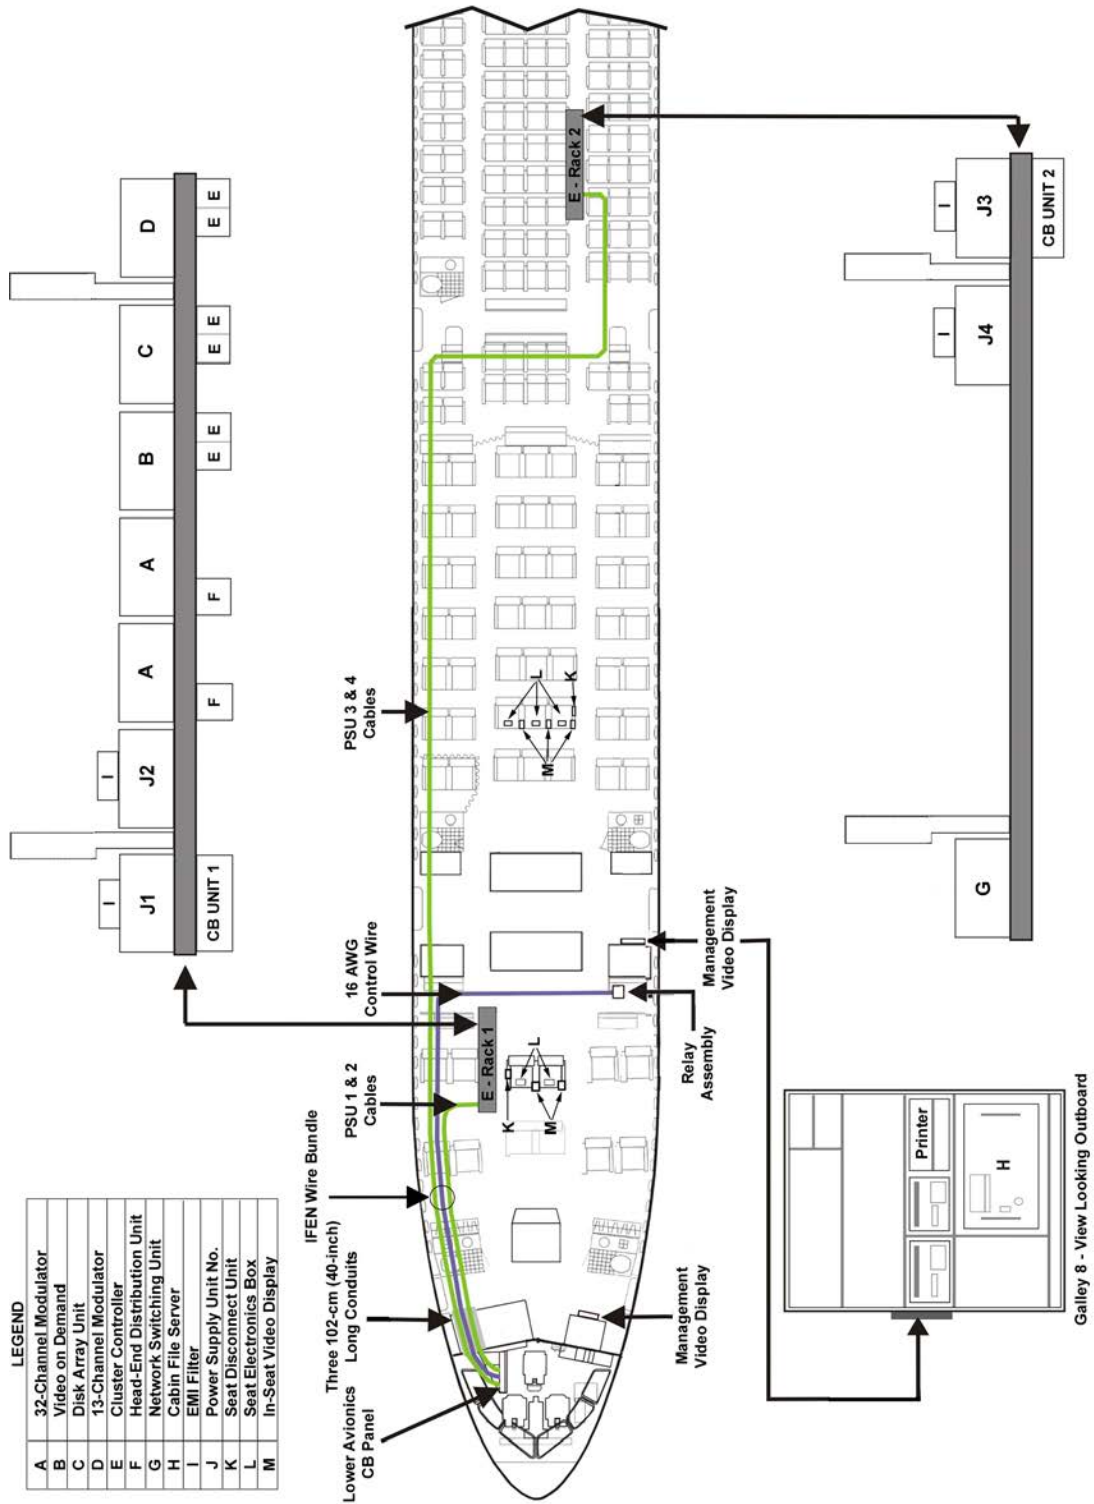 LEGEND
A 32-Channel Modulator
B Video on Demand
C Disk Array Unit
D 13-Channel Modulator
E Cluster Controller
F Head-End Distribution Unit
G Network Switching Unit
H Cabin File Server
I EMI Filter
J Power Supply Unit No.
K Seat Disconnect Unit
L Seat Electronics Box
M In-Seat Video Display
I
I
J1
J2
A
A
B
C
D
CB UNIT 1
F
F
E
E
E
E
E
E
Lower Avionics
CB Panel
Three 102-cm (40-inch)
Long Conduits
IFEN Wire Bundle
PSU 1 & 2
Cables
16 AWG
Control Wire
PSU 3 & 4
Cables
E - Rack 1
E - Rack 2
K
L
M
M
L
K
Management
Video Display
Relay
Assembly
Management
Video Display
G
I
J4
I
J3
CB UNIT 2
Printer
H
Galley 8 - View Looking Outboard